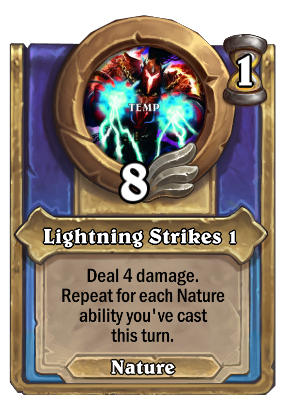 TEMP
1
8
Lightning Strikes 1
Deal 4 damage.
Repeat for each Nature
ability you've cast
this turn.
Nature